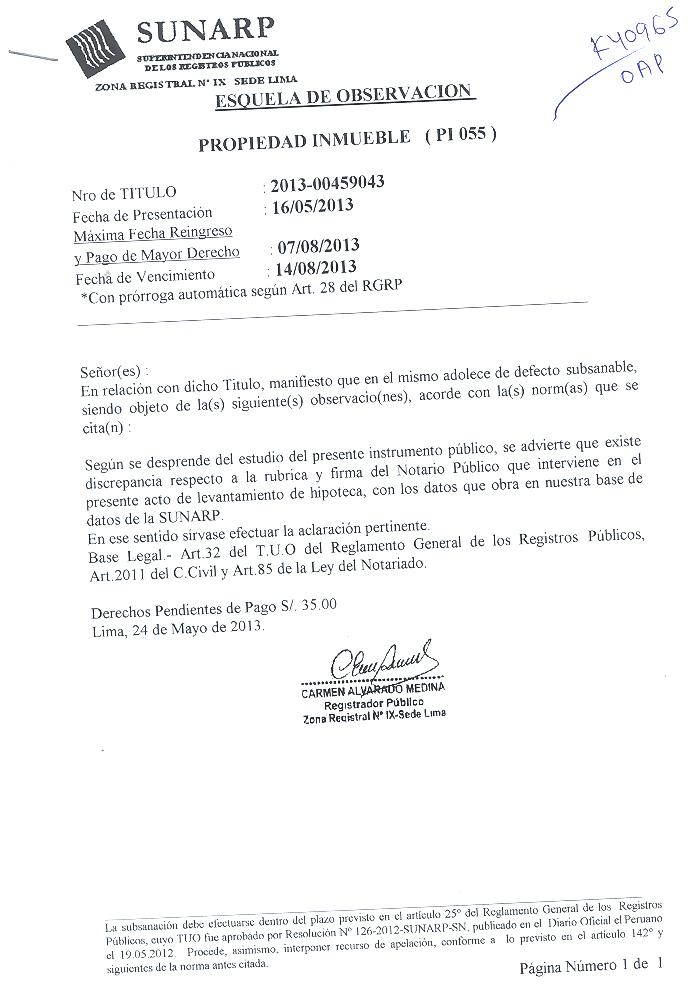 SUNARP
SUPERINTENDENCIA NACIONAL
DE LOS REGISTROS PUBLICOS
ZONA REGISTRAL N° IX SEDE LIMA
K40965
OAP
ESQUELA DE OBSERVACION
PROPIEDAD INMUEBLE ( PI 055 )
Nro de TITULO : 2013-00459043
Fecha de Presentación : 16/05/2013
Máxima Fecha Reingreso
y Pago de Mayor Derecho : 07/08/2013
Fecha de Vencimiento : 14/08/2013
*Con prórroga automática según Art. 28 del RGRP
Señor(es) :
En relación con dicho Titulo, manifiesto que en el mismo adolece de defecto subsanable,
siendo objeto de la(s) siguiente(s) observacio(nes), acorde con la(s) norm(as) que se
cita(n) :
Según se desprende del estudio del presente instrumento público, se advierte que existe
discrepancia respecto a la rubrica y firma del Notario Público que interviene en el
presente acto de levantamiento de hipoteca, con los datos que obra en nuestra base de
datos de la SUNARP.
En ese sentido sírvase efectuar la aclaración pertinente.
Base Legal.- Art.32 del T.U.O del Reglamento General de los Registros Públicos,
Art.2011 del C.Civil y Art.85 de la Ley del Notariado.
Derechos Pendientes de Pago S/. 35.00
Lima, 24 de Mayo de 2013.
CARMEN ALVARADO MEDINA
Registrador Público
Zona Registral N° IX-Sede Lima
La subsanación debe efectuarse dentro del plazo previsto en el artículo 25° del Reglamento General de los Registros
Públicos, cuyo TUO fue aprobado por Resolución N° 126-2012-SUNARP-SN, publicado en el Diario Oficial el Peruano
el 19.05.2012. Procede, asimismo, interponer recurso de apelación, conforme a lo previsto en el artículo 142° y
siguientes de la norma antes citada.
Página Número 1 de 1